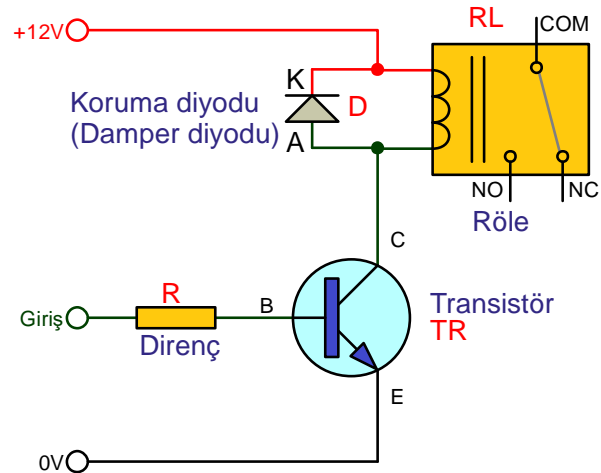 +12V
RL
COM
K
D
Koruma diyodu
(Damper diyodu)
A
NO
NC
Röle
C
R
B
Giriş
Direnç
Transistör
TR
E
0V